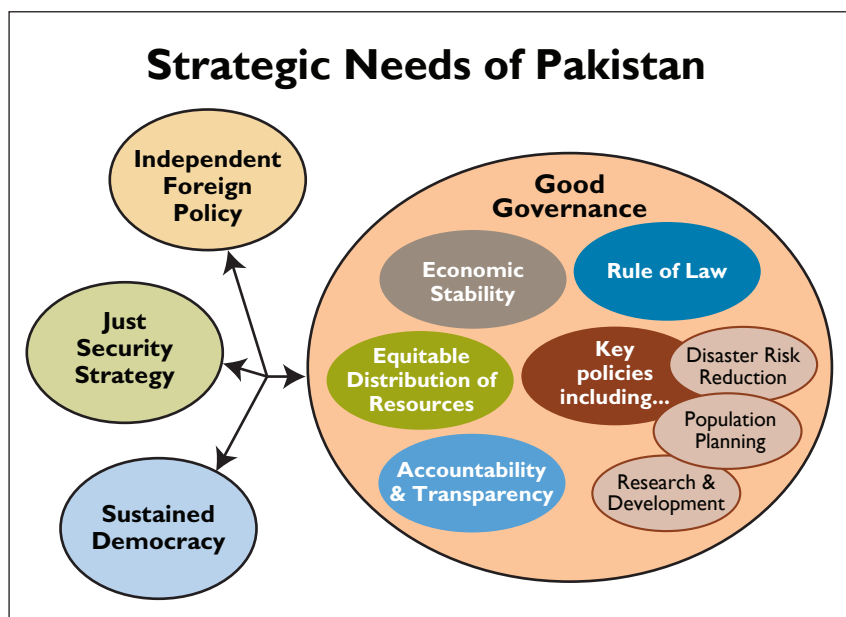 Strategic Needs of Pakistan
Independent
Foreign
Policy
Just
Security
Strategy
Sustained
Democracy
Good
Governance
Economic
Stability
Rule of Law
Equitable
Distribution of
Resources
Key
policies
including...
Disaster Risk
Reduction
Population
Planning
Research &
Development
Accountability
& Transparency